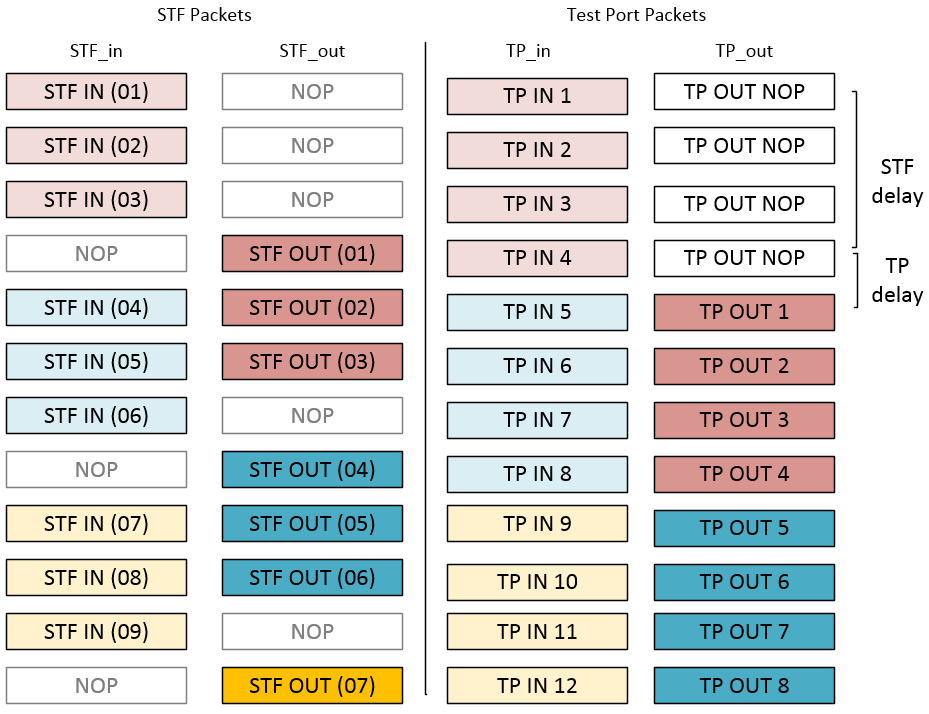 STF Packets
Test Port Packets
STF_in
STF_out
TP_in
TP_out
STF IN (01)
NOP
TP IN 1
TP OUT NOP
STF IN (02)
NOP
TP IN 2
TP OUT NOP
STF IN (03)
NOP
TP IN 3
TP OUT NOP
STF
delay
NOP
STF OUT (01)
TP IN 4
TP OUT NOP
TP
delay
STF IN (04)
STF OUT (02)
TP IN 5
TP OUT 1
STF IN (05)
STF OUT (03)
TP IN 6
TP OUT 2
STF IN (06)
NOP
TP IN 7
TP OUT 3
NOP
STF OUT (04)
TP IN 8
TP OUT 4
STF IN (07)
STF OUT (05)
TP IN 9
TP OUT 5
STF IN (08)
STF OUT (06)
TP IN 10
TP OUT 6
STF IN (09)
NOP
TP IN 11
TP OUT 7
NOP
STF OUT (07)
TP IN 12
TP OUT 8